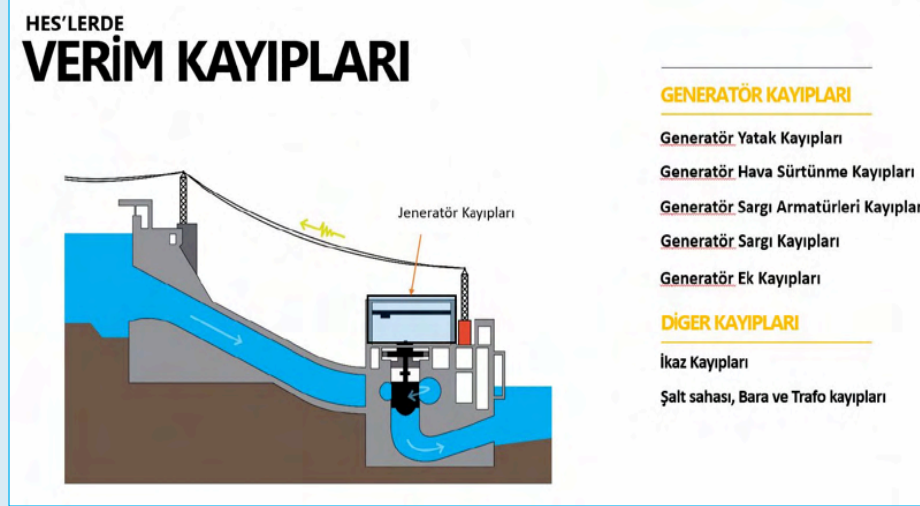 HES'LERDE
VERİM KAYIPLARI
Jeneratör Kayıpları
GENERATÖR KAYIPLARI
Generatör Yatak Kayıpları
Generatör Hava Sürtünme Kayıpları
Generatör Sargı Armatürleri Kayıplar
Generatör Sargı Kayıpları
Generatör Ek Kayıpları
DİGER KAYIPLARI
İkaz Kayıpları
Şalt sahası, Bara ve Trafo kayıpları